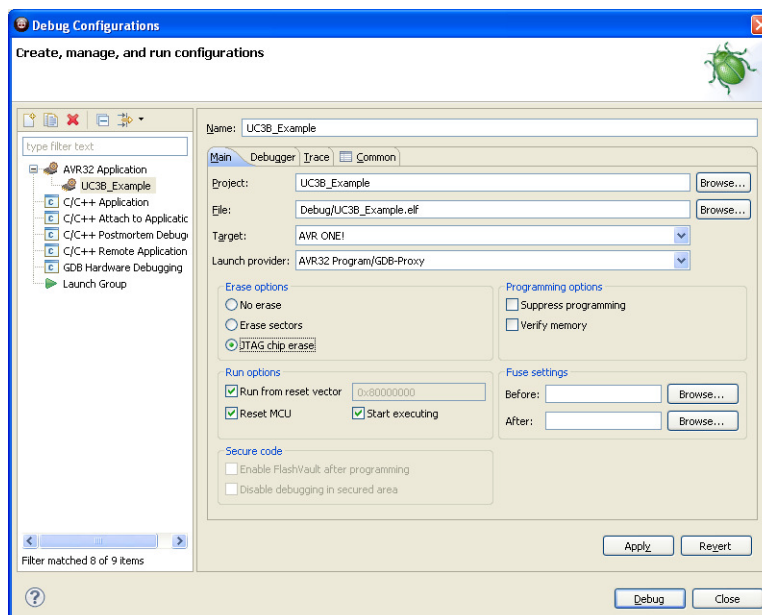 Debug Configurations
Create, manage, and run configurations
type filter text
AVR32 Application
UC3B_Example
C/C++ Application
C/C++ Attach to Applicatic
C/C++ Postmortem Debug
C/C++ Remote Application
GDB Hardware Debugging
Launch Group
Filter matched 8 of 9 items
Name: UC3B_Example
Main Debugger Trace Common
Project: UC3B_Example Browse...
File: Debug/UC3B_Example.elf Browse...
Target: AVR ONE!
Launch provider: AVR32 Program/GDB-Proxy
Erase options
No erase
Erase sectors
JTAG chip erase
Programming options
Suppress programming
Verify memory
Run options
Run from reset vector 0x80000000
Reset MCU Start executing
Fuse settings
Before: Browse...
After: Browse...
Secure code
Enable FlashVault after programming
Disable debugging in secured area
Apply Revert
? Debug Close